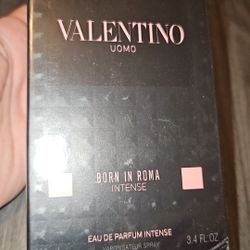 VALENTINO
UOMO
BORN IN ROMA
INTENSE
EAU DE PARFUM INTENSE
VAPORISATEUR SPRAY
3.4 FL.OZ